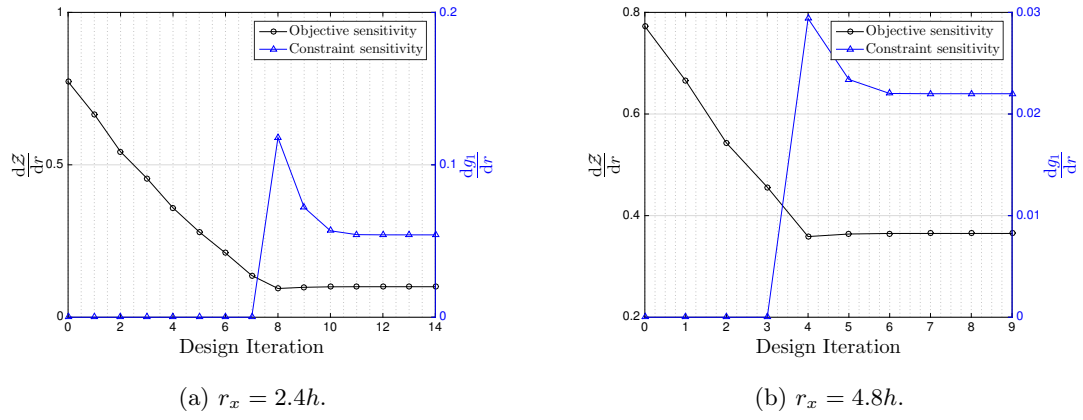 1
0.5
0
dZ/dr
Objective sensitivity
Constraint sensitivity
0.2
0.1
0
dg₁/dr
0 2 4 6 8 10 12 14
Design Iteration
(a) rₓ = 2.4h.
0.8
0.6
0.4
0.2
d𝒵/dr
Objective sensitivity
Constraint sensitivity
0.03
0.02
0.01
0
dg₁/dr
0 1 2 3 4 5 6 7 8 9
Design Iteration
(b) rₓ = 4.8h.